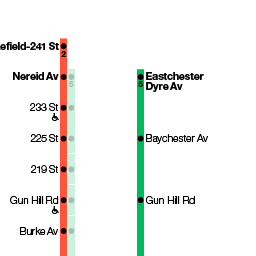 efield-241 St
2
Nereid Av
5
233 St
225 St
219 St
Gun Hill Rd
Burke Av
Eastchester
Dyre Av
5
Baychester Av
Gun Hill Rd